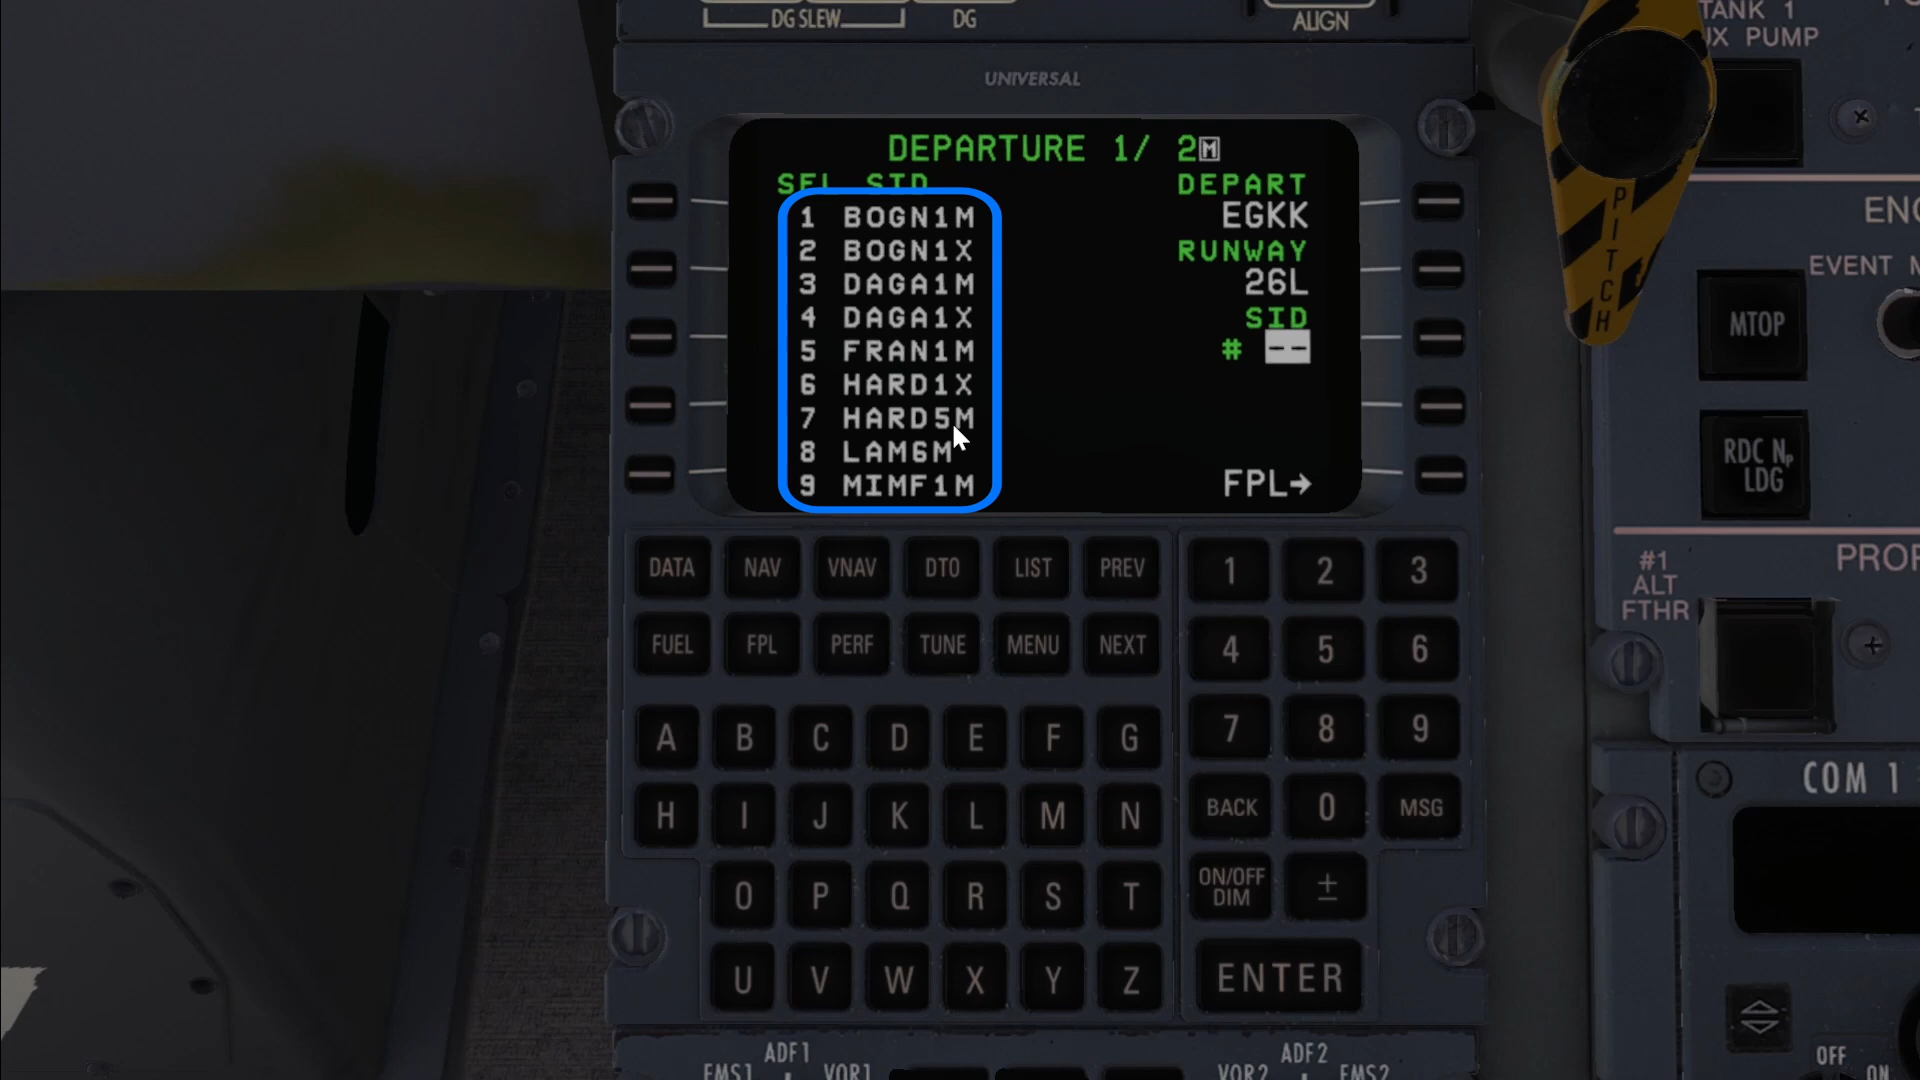 DG SLEW
DG
ALIGN
TANK 1
UX PUMP
UNIVERSAL
DEPARTURE 1/ 2M
SEL SID
DEPART
1 BOGN1M
EGKK
2 BOGN1X
RUNWAY
3 DAGA1M
26L
4 DAGA1X
SID
5 FRAN1M
# --
6 HARD1X
7 HARD5M
8 LAM6M
9 MIMF1M
FPL→
PITCH
ENG
EVENT M
MTOP
RDC Np
LDG
PROP
#1
ALT
FTHR
DATA NAV VNAV DTO LIST PREV
1 2 3
FUEL FPL PERF TUNE MENU NEXT
4 5 6
7 8 9
A B C D E F G
BACK 0 MSG
H I J K L M N
ON/OFF
DIM
±
O P Q R S T
U V W X Y Z
ENTER
COM 1
OFF
ON
ADF1
FMS1 VOR1
ADF2
VOR2 FMS2